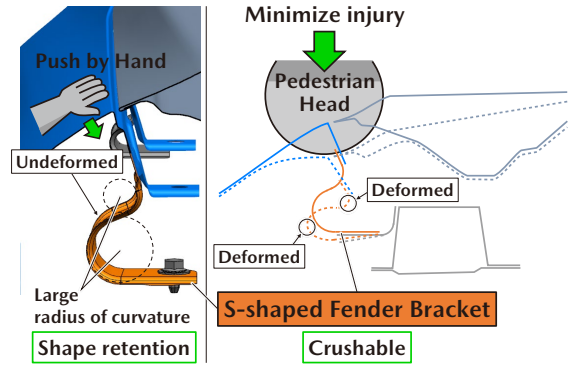 Minimize injury
Push by Hand
Pedestrian
Head
Undeformed
Deformed
Deformed
Large
radius of curvature
S-shaped Fender Bracket
Shape retention
Crushable